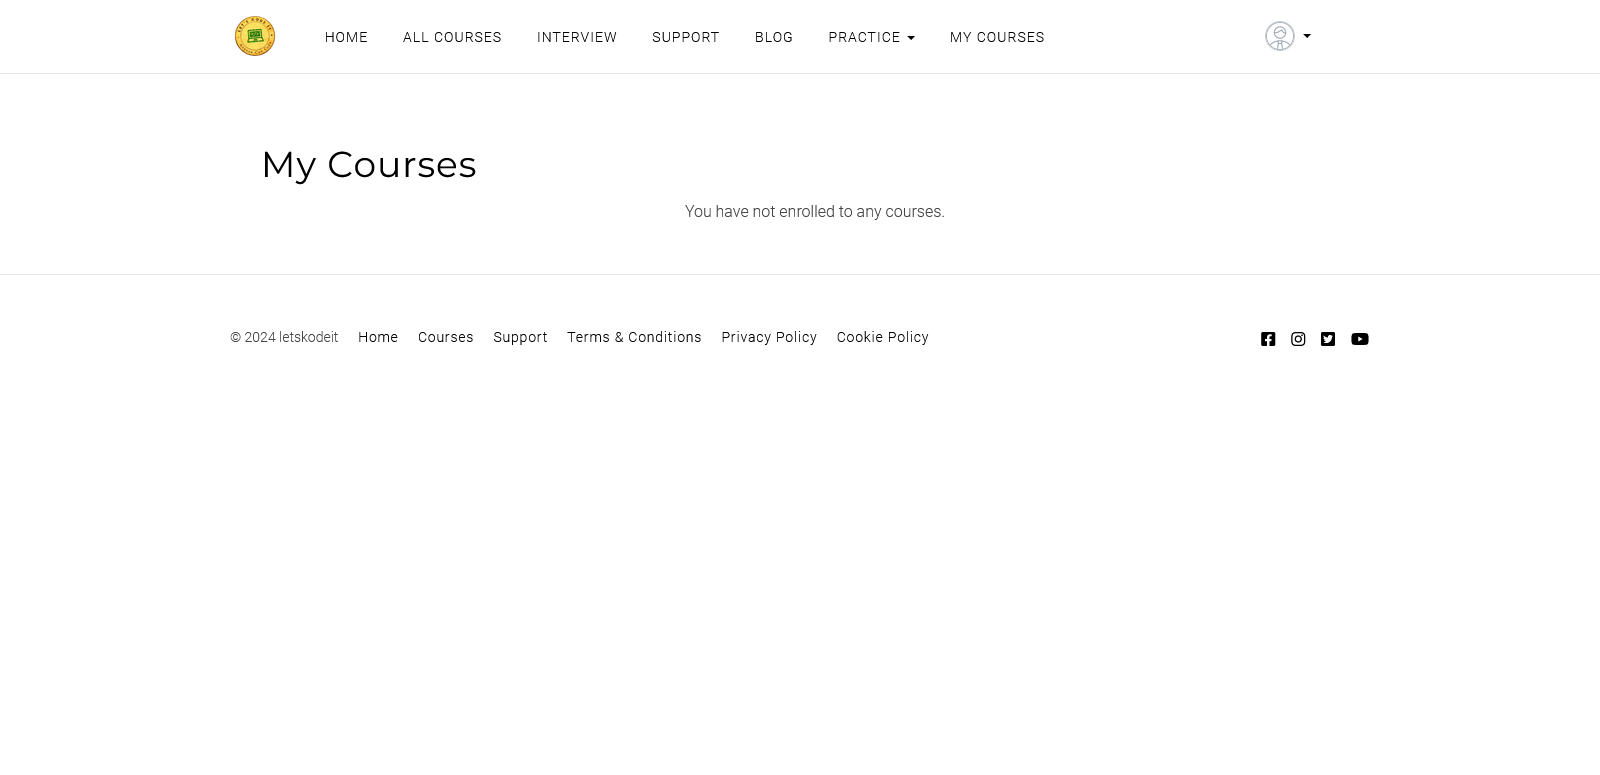 HOME ALL COURSES INTERVIEW SUPPORT BLOG PRACTICE MY COURSES
My Courses
You have not enrolled to any courses.
© 2024 letskodeit Home Courses Support Terms & Conditions Privacy Policy Cookie Policy